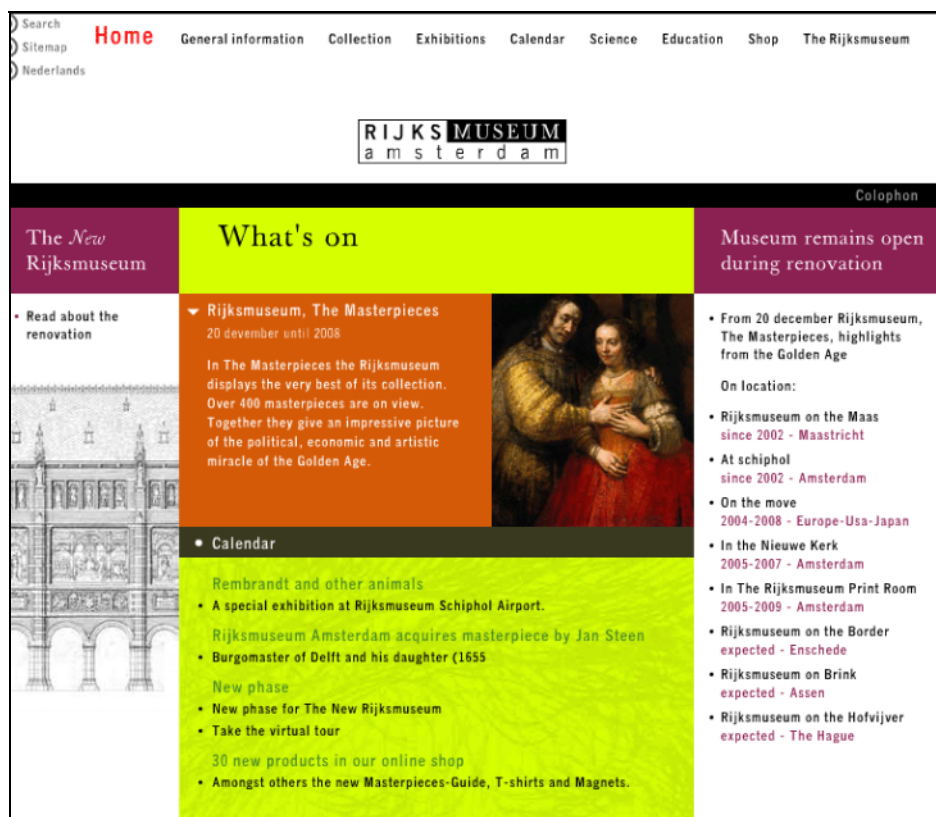 Search
Sitemap
Nederlands
Home
General information Collection Exhibitions Calendar Science Education Shop The Rijksmuseum
RIJKSMUSEUM
amsterdam
Colophon
The New
Rijksmuseum
• Read about the
renovation
What's on
Rijksmuseum, The Masterpieces
20 devember until 2008
In The Masterpieces the Rijksmuseum
displays the very best of its collection.
Over 400 masterpieces are on view.
Together they give an impressive picture
of the political, economic and artistic
miracle of the Golden Age.
• Calendar
Rembrandt and other animals
• A special exhibition at Rijksmuseum Schiphol Airport.
Rijksmuseum Amsterdam acquires masterpiece by Jan Steen
• Burgomaster of Delft and his daughter (1655
New phase
• New phase for The New Rijksmuseum
• Take the virtual tour
30 new products in our online shop
• Amongst others the new Masterpieces-Guide, T-shirts and Magnets.
Museum remains open
during renovation
• From 20 december Rijksmuseum,
The Masterpieces, highlights
from the Golden Age
On location:
• Rijksmuseum on the Maas
since 2002 - Maastricht
• At schiphol
since 2002 - Amsterdam
• On the move
2004-2008 - Europe-Usa-Japan
• In the Nieuwe Kerk
2005-2007 - Amsterdam
• In The Rijksmuseum Print Room
2005-2009 - Amsterdam
• Rijksmuseum on the Border
expected - Enschede
• Rijksmuseum on Brink
expected - Assen
• Rijksmuseum on the Hofvijver
expected - The Hague